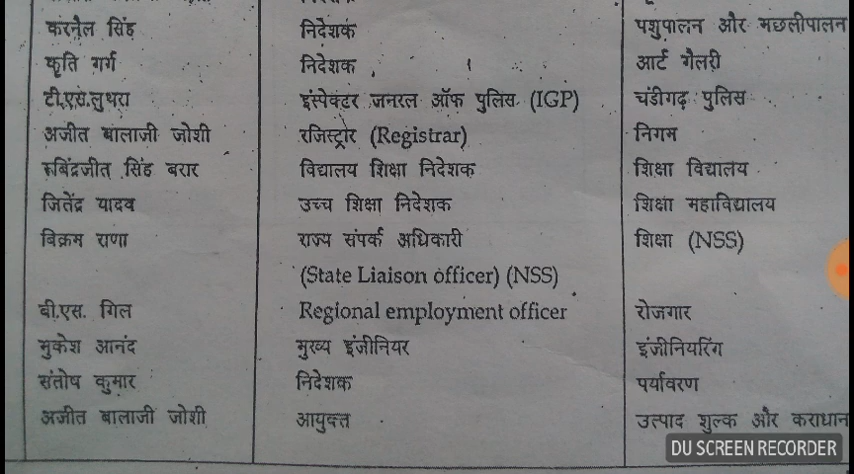 करनैल सिंह निदेशक पशुपालन और मछलीपालन
कृति गर्ग निदेशक आर्ट गैलरी
टी.एस.लुथरा इंस्पेक्टर जनरल ऑफ पुलिस (IGP) चंडीगढ़ पुलिस
अजीत बालाजी जोशी रजिस्ट्रार (Registrar) निगम
रूबिंद्रजीत सिंह बरार विद्यालय शिक्षा निदेशक शिक्षा विद्यालय
जितेंद्र यादव उच्च शिक्षा निदेशक शिक्षा महाविद्यालय
बिक्रम राणा राज्य संपर्क अधिकारी शिक्षा (NSS)
(State Liaison officer) (NSS)
बी.एस. गिल Regional employment officer रोजगार
मुकेश आनंद मुख्य इंजीनियर इंजीनियरिंग
संतोष कुमार निदेशक पर्यावरण
अजीत बालाजी जोशी आयुक्त उत्पाद शुल्क और कराधान
DU SCREEN RECORDER